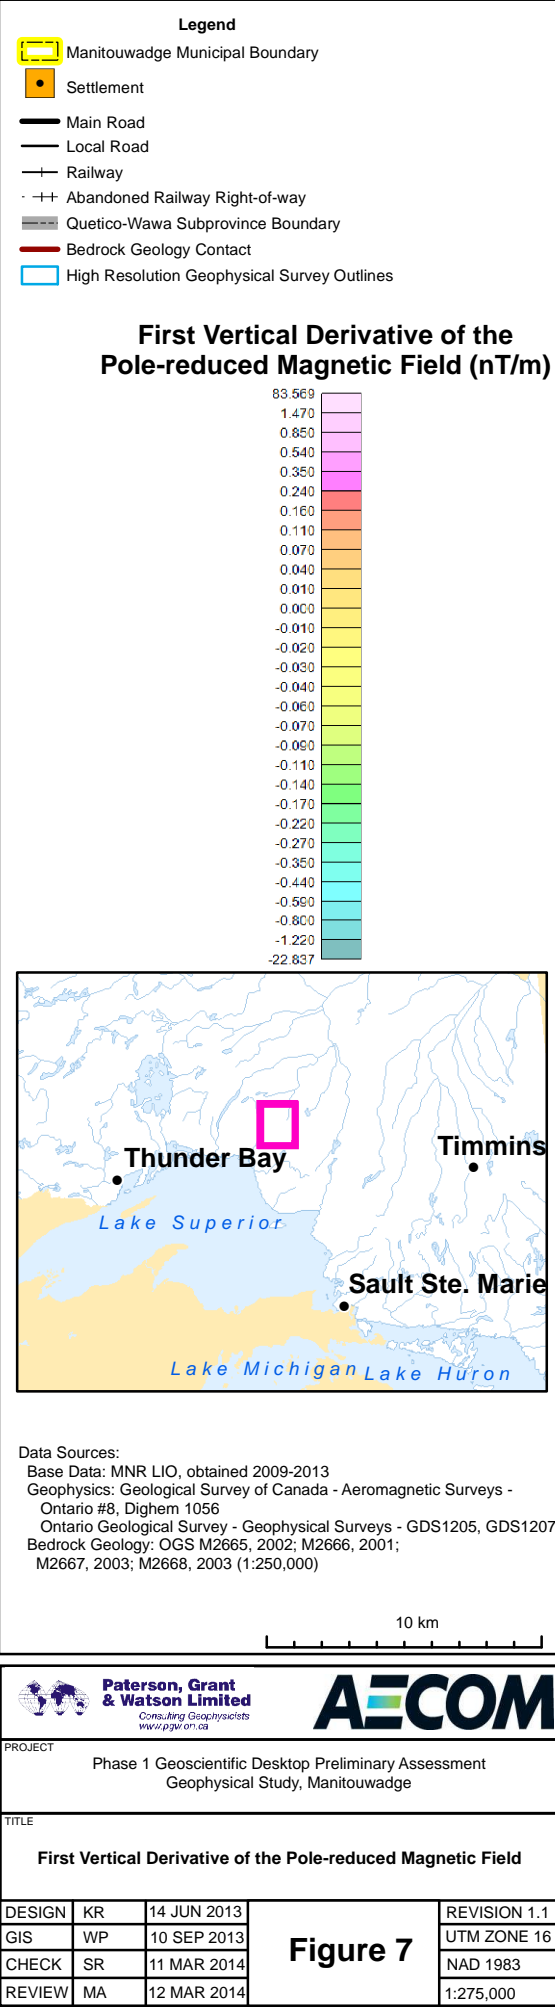 Legend
Manitouwadge Municipal Boundary
Settlement
Main Road
Local Road
Railway
Abandoned Railway Right-of-way
Quetico-Wawa Subprovince Boundary
Bedrock Geology Contact
High Resolution Geophysical Survey Outlines
First Vertical Derivative of the
Pole-reduced Magnetic Field (nT/m)
83.569
1.470
0.850
0.540
0.350
0.240
0.160
0.110
0.070
0.040
0.010
0.000
-0.010
-0.020
-0.030
-0.040
-0.060
-0.070
-0.090
-0.110
-0.140
-0.170
-0.220
-0.270
-0.350
-0.440
-0.590
-0.800
-1.220
-22.837
Timmins
Thunder Bay
Lake Superior
Sault Ste. Marie
Lake Michigan Lake Huron
Data Sources:
Base Data: MNR LIO, obtained 2009-2013
Geophysics: Geological Survey of Canada - Aeromagnetic Surveys -
Ontario #8, Dighem 1056
Ontario Geological Survey - Geophysical Surveys - GDS1205, GDS1207
Bedrock Geology: OGS M2665, 2002; M2666, 2001;
M2667, 2003; M2668, 2003 (1:250,000)
10 km
Paterson, Grant
& Watson Limited
Consulting Geophysicists
www.pgw.on.ca
AECOM
PROJECT
Phase 1 Geoscientific Desktop Preliminary Assessment
Geophysical Study, Manitouwadge
TITLE
First Vertical Derivative of the Pole-reduced Magnetic Field
DESIGN KR 14 JUN 2013
GIS WP 10 SEP 2013
CHECK SR 11 MAR 2014
REVIEW MA 12 MAR 2014
Figure 7
REVISION 1.1
UTM ZONE 16
NAD 1983
1:275,000